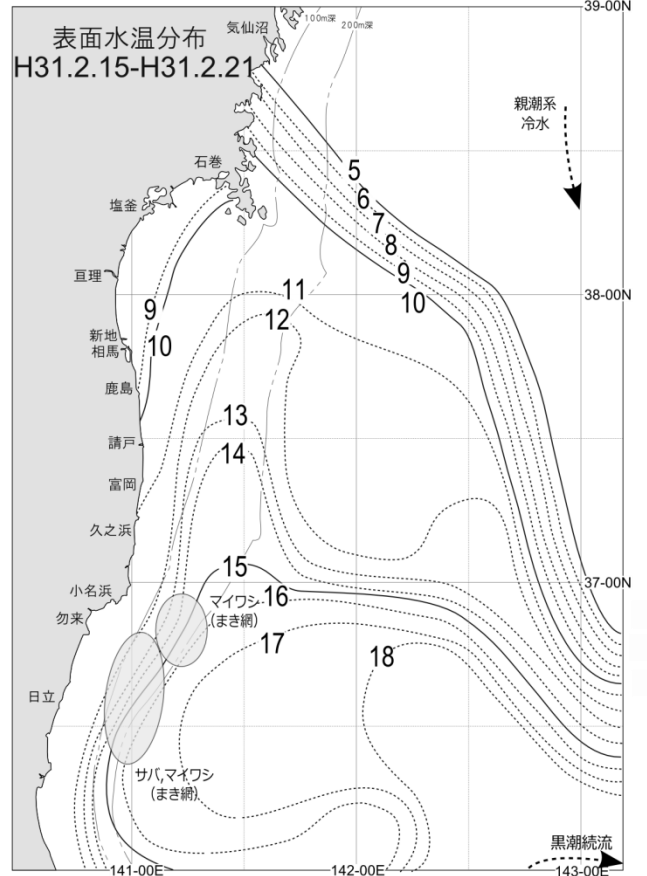 39-00N
気仙沼
100m深
200m深
表面水温分布
H31.2.15-H31.2.21
親潮系
冷水
石巻
塩釜
亘理
新地
相馬
鹿島
請戸
富岡
久之浜
小名浜
勿来
日立
5
6
7
8
9
10
11
12
9
10
13
14
15
16
17
18
38-00N
37-00N
マイワシ
(まき網)
サバ,マイワシ
(まき網)
黒潮続流
141-00E
142-00E
143-00E